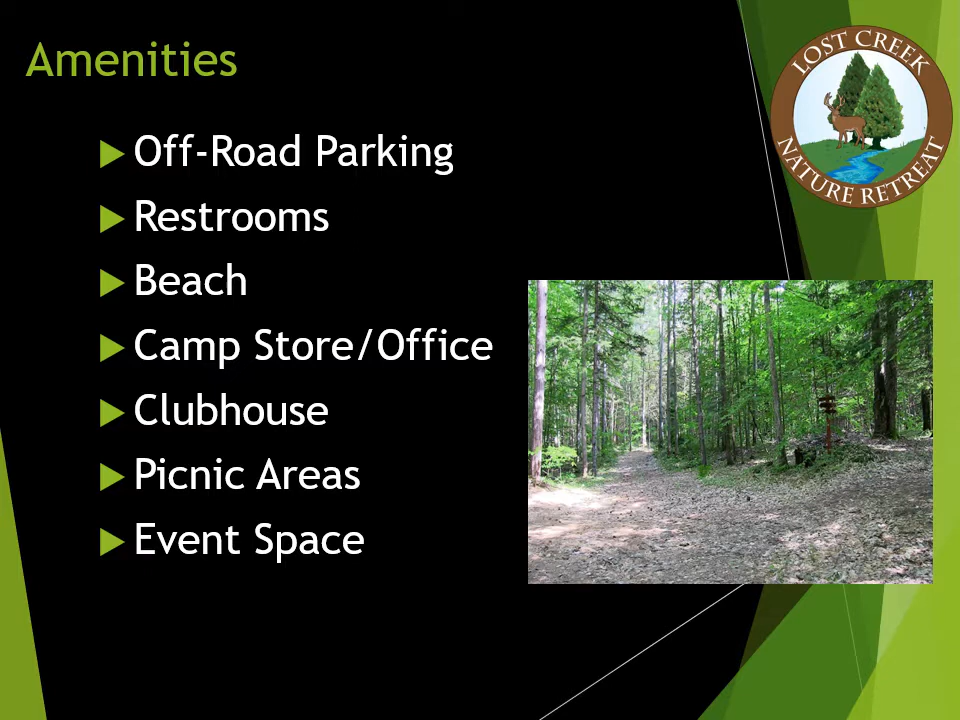 Amenities
LOST CREEK
NATURE RETREAT
Off-Road Parking
Restrooms
Beach
Camp Store/Office
Clubhouse
Picnic Areas
Event Space